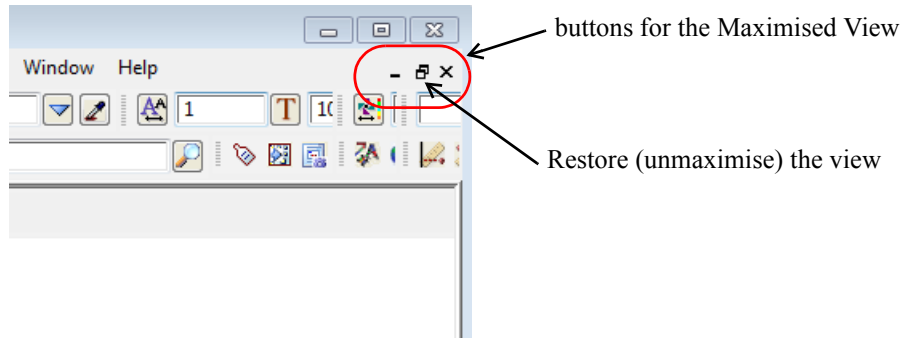 buttons for the Maximised View
Window Help
1 T 10
Restore (unmaximise) the view